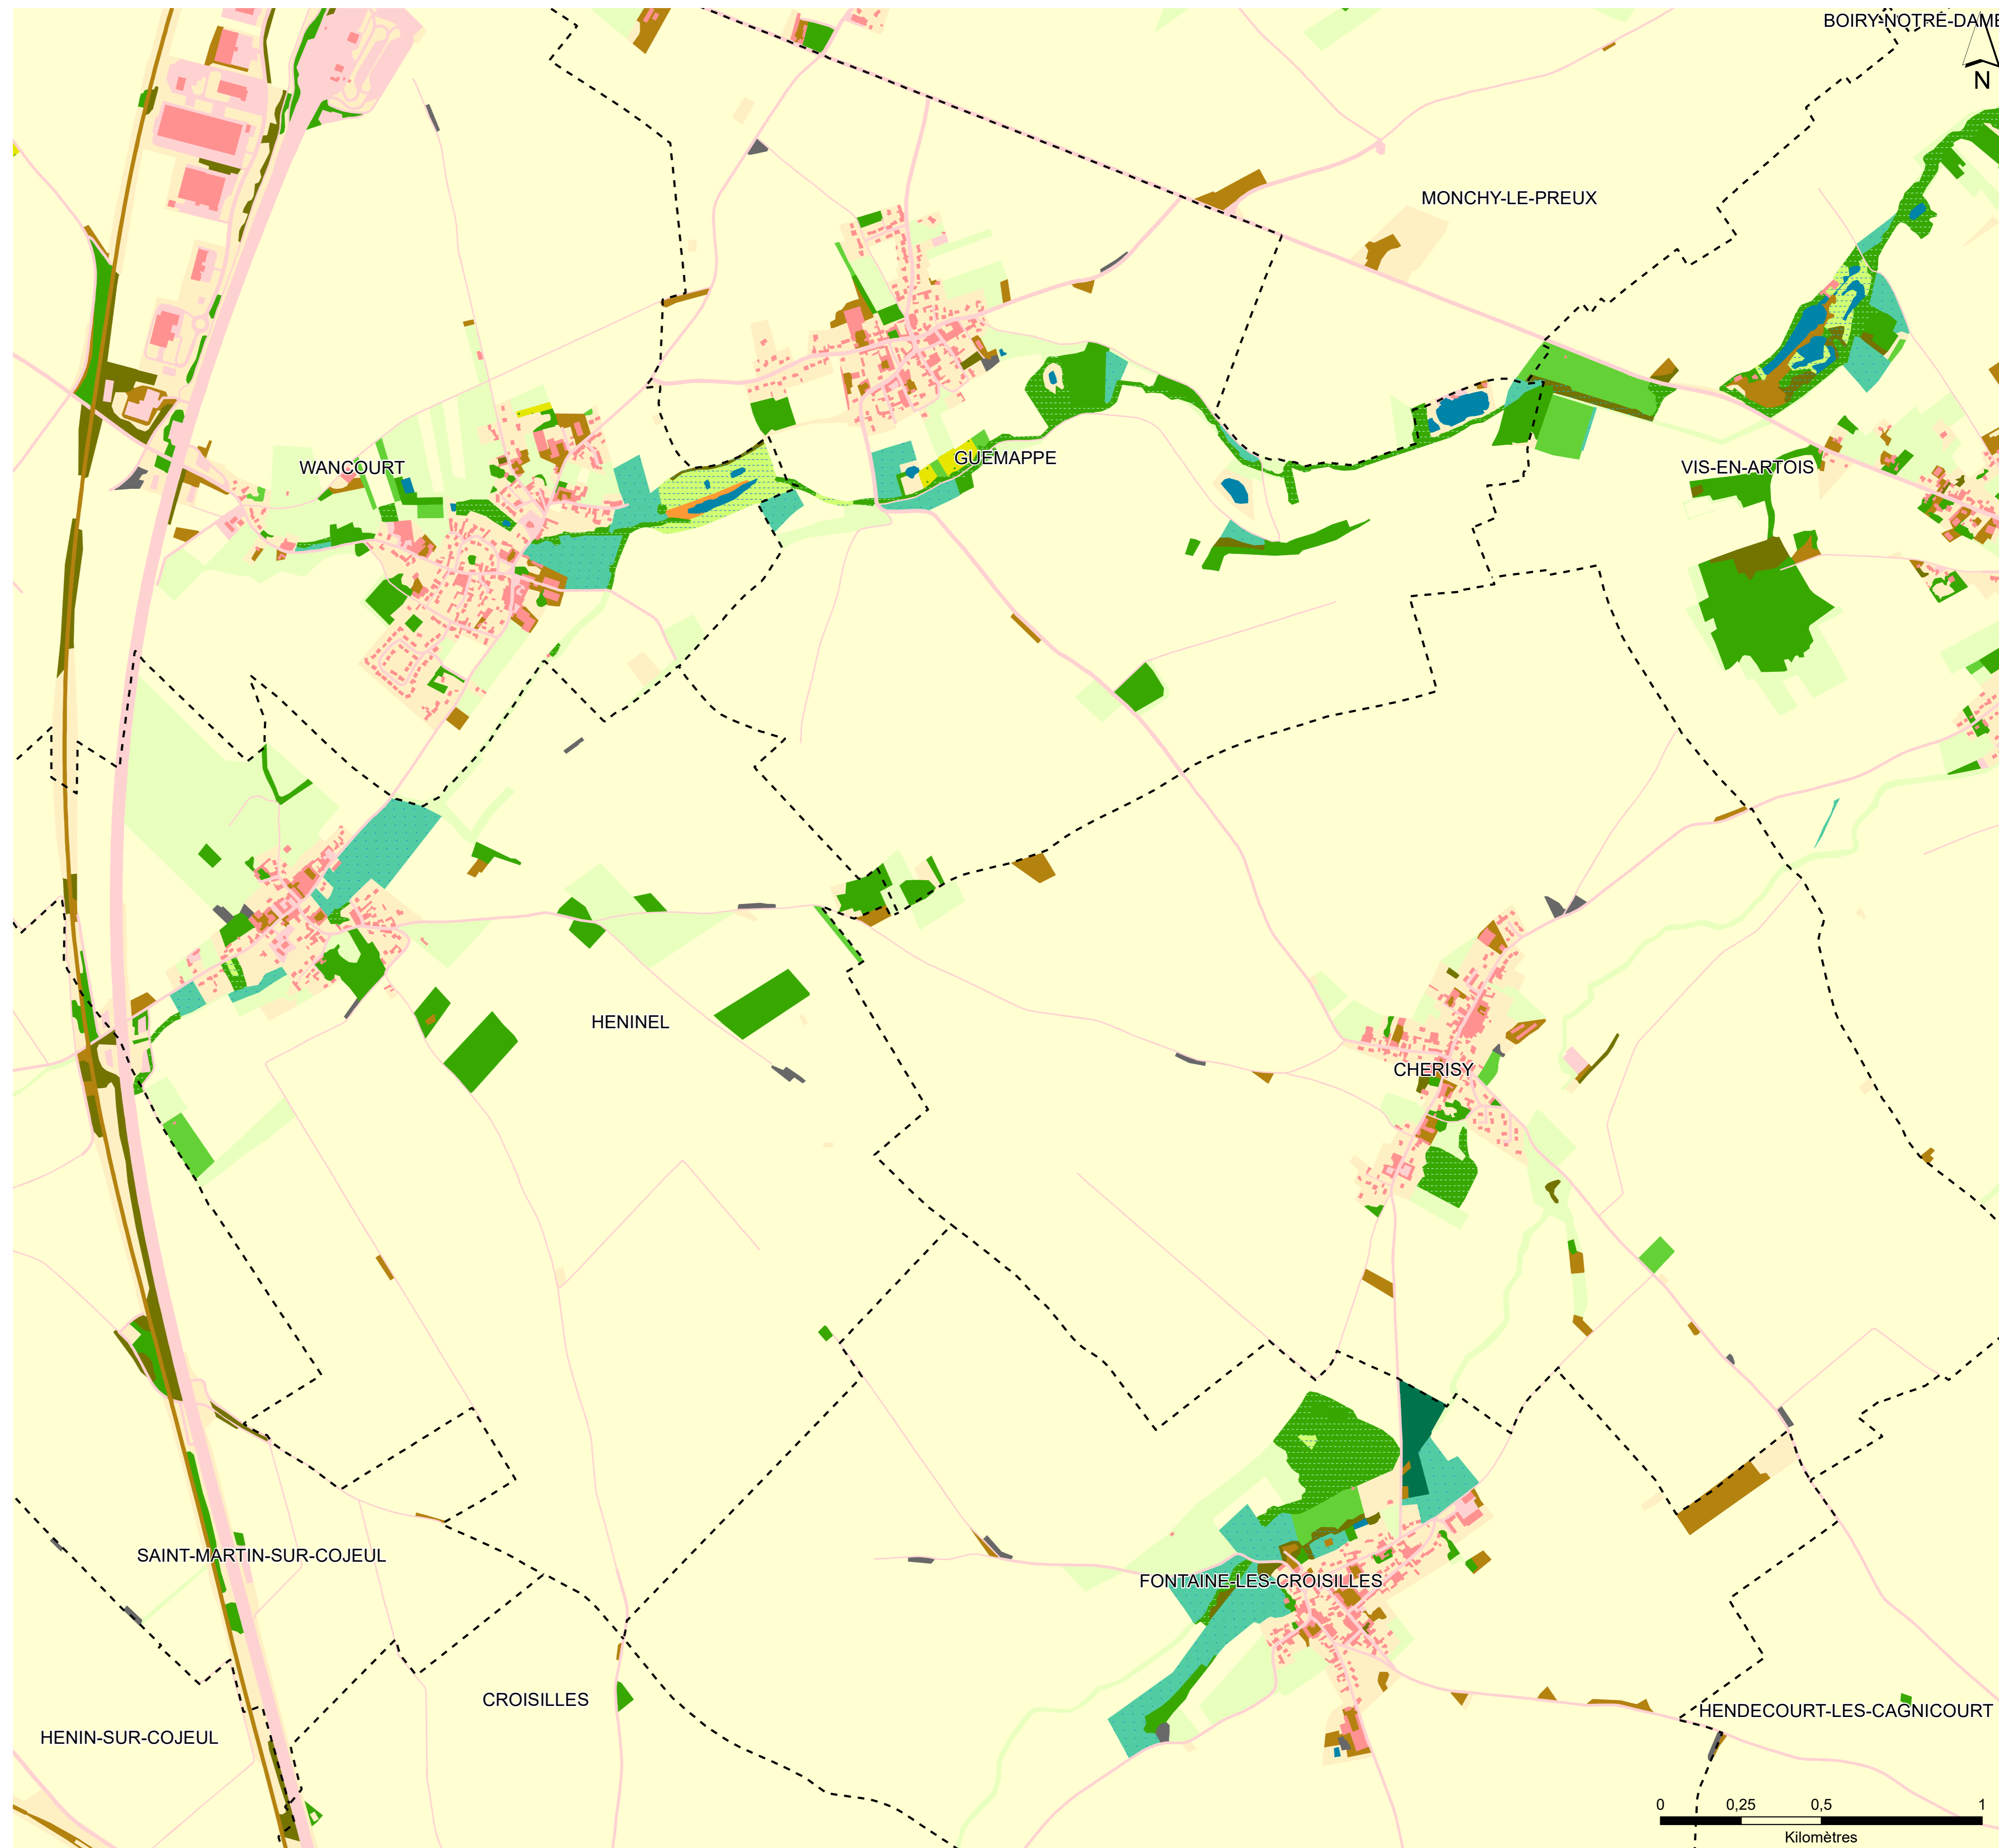 BOIRY-NOTRE-DAME
N
MONCHY-LE-PREUX
WANCOURT
GUEMAPPE
VIS-EN-ARTOIS
HENINEL
CHERISY
SAINT-MARTIN-SUR-COJEUL
FONTAINE-LES-CROISILLES
CROISILLES
HENDECOURT-LES-CAGNICOURT
HENIN-SUR-COJEUL
0 0,25 0,5 1
Kilomètres